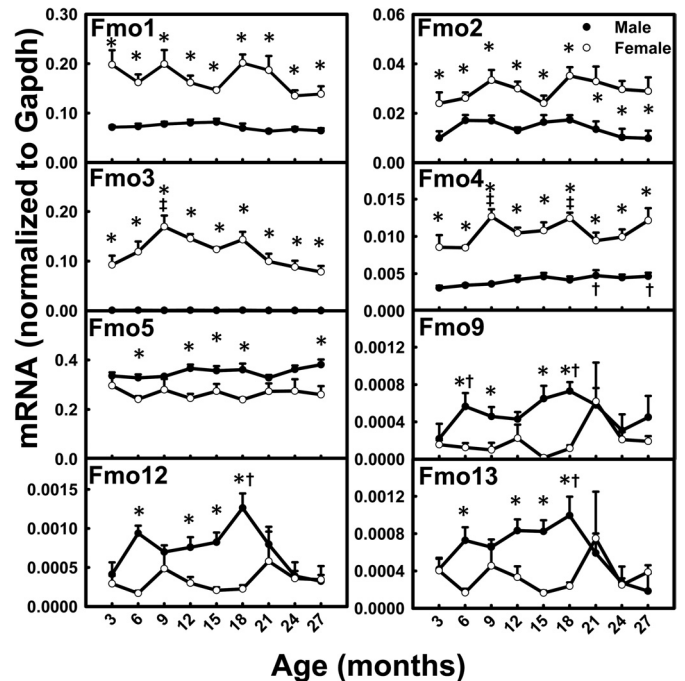 mRNA (normalized to Gapdh)
Fmo1
0.30
0.20
0.10
0.00
* * * * * * * * *
Fmo2
Male
Female
0.06
0.04
0.02
0.00
* * * * * * * * *
Fmo3
0.20
0.10
0.00
* * * * * * * * *
‡
Fmo4
0.015
0.010
0.005
0.000
* * * * * * * * *
‡ ‡
† †
Fmo5
0.4
0.2
0.0
* * * * *
Fmo9
0.0012
0.0008
0.0004
0.0000
*† * * *†
Fmo12
0.0015
0.0010
0.0005
0.0000
* * * *†
3 6 9 12 15 18 21 24 27
Fmo13
0.0012
0.0008
0.0004
0.0000
* * * *†
3 6 9 12 15 18 21 24 27
Age (months)